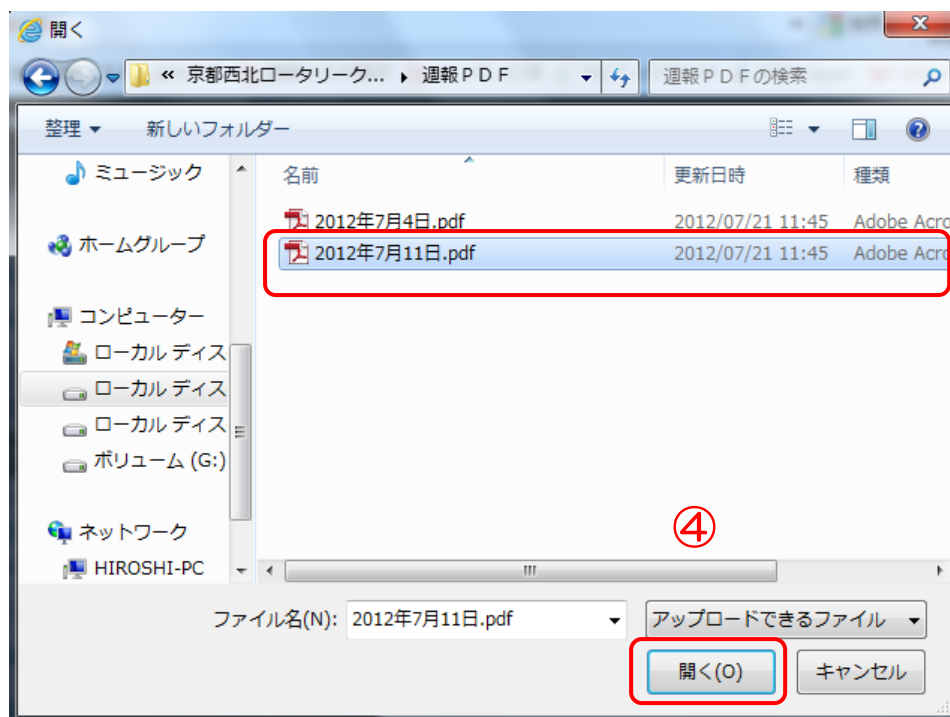 開く
« 京都西北ロータリーク... ▸ 週報ＰＤＦ
週報ＰＤＦの検索
整理 新しいフォルダー
ミュージック
ホームグループ
コンピューター
ローカル ディス
ローカル ディス
ローカル ディス
ボリューム (G:)
ネットワーク
HIROSHI-PC
名前 更新日時 種類
2012年7月4日.pdf 2012/07/21 11:45 Adobe Acro
2012年7月11日.pdf 2012/07/21 11:45 Adobe Acro
④
ファイル名(N): 2012年7月11日.pdf アップロードできるファイル
開く(O) キャンセル